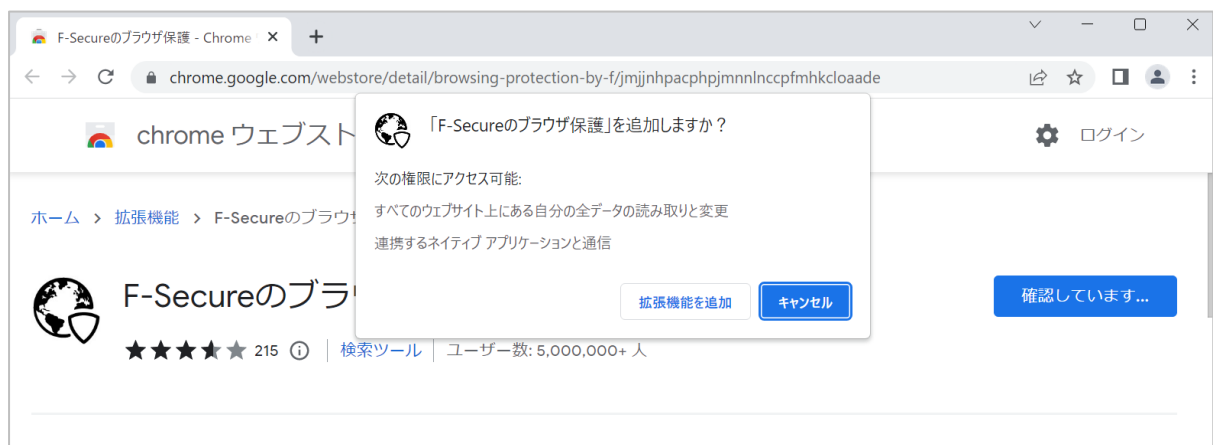 F-Secureのブラウザ保護 - Chrome
chrome.google.com/webstore/detail/browsing-protection-by-f/jmjjnhpacphpjmnnlnccpfmhkcloaade
chrome ウェブスト
ログイン
「F-Secureのブラウザ保護」を追加しますか？
次の権限にアクセス可能:
すべてのウェブサイト上にある自分の全データの読み取りと変更
連携するネイティブ アプリケーションと通信
拡張機能を追加
キャンセル
ホーム > 拡張機能 > F-Secureのブラウ
F-Secureのブラ
確認しています...
215 検索ツール ユーザー数: 5,000,000+ 人